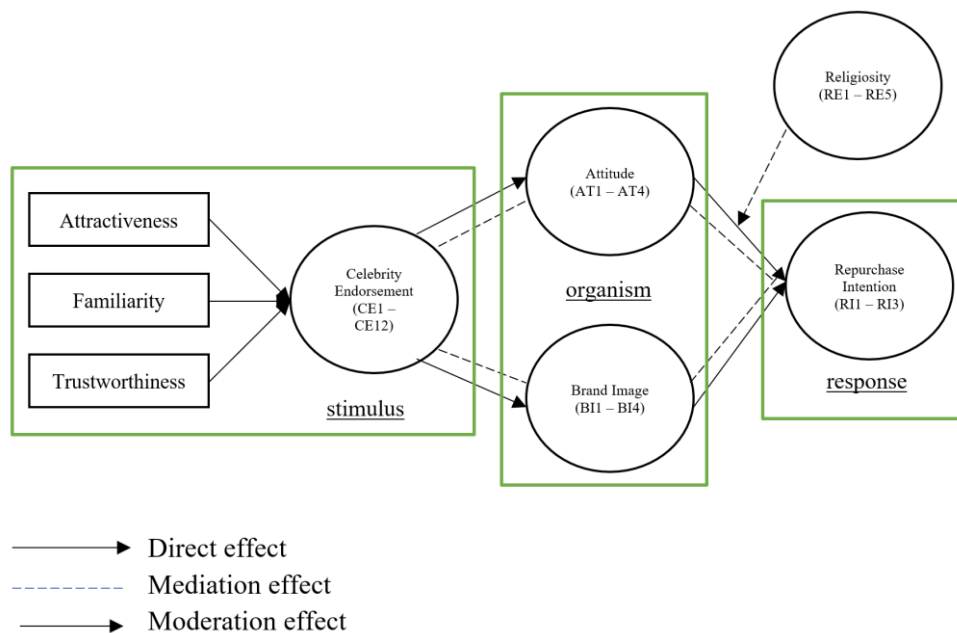 Attractiveness
Familiarity
Trustworthiness
Celebrity
Endorsement
(CE1 –
CE12)
stimulus
Attitude
(AT1 – AT4)
organism
Brand Image
(BI1 – BI4)
Religiosity
(RE1 – RE5)
Repurchase
Intention
(RI1 – RI3)
response
Direct effect
Mediation effect
Moderation effect